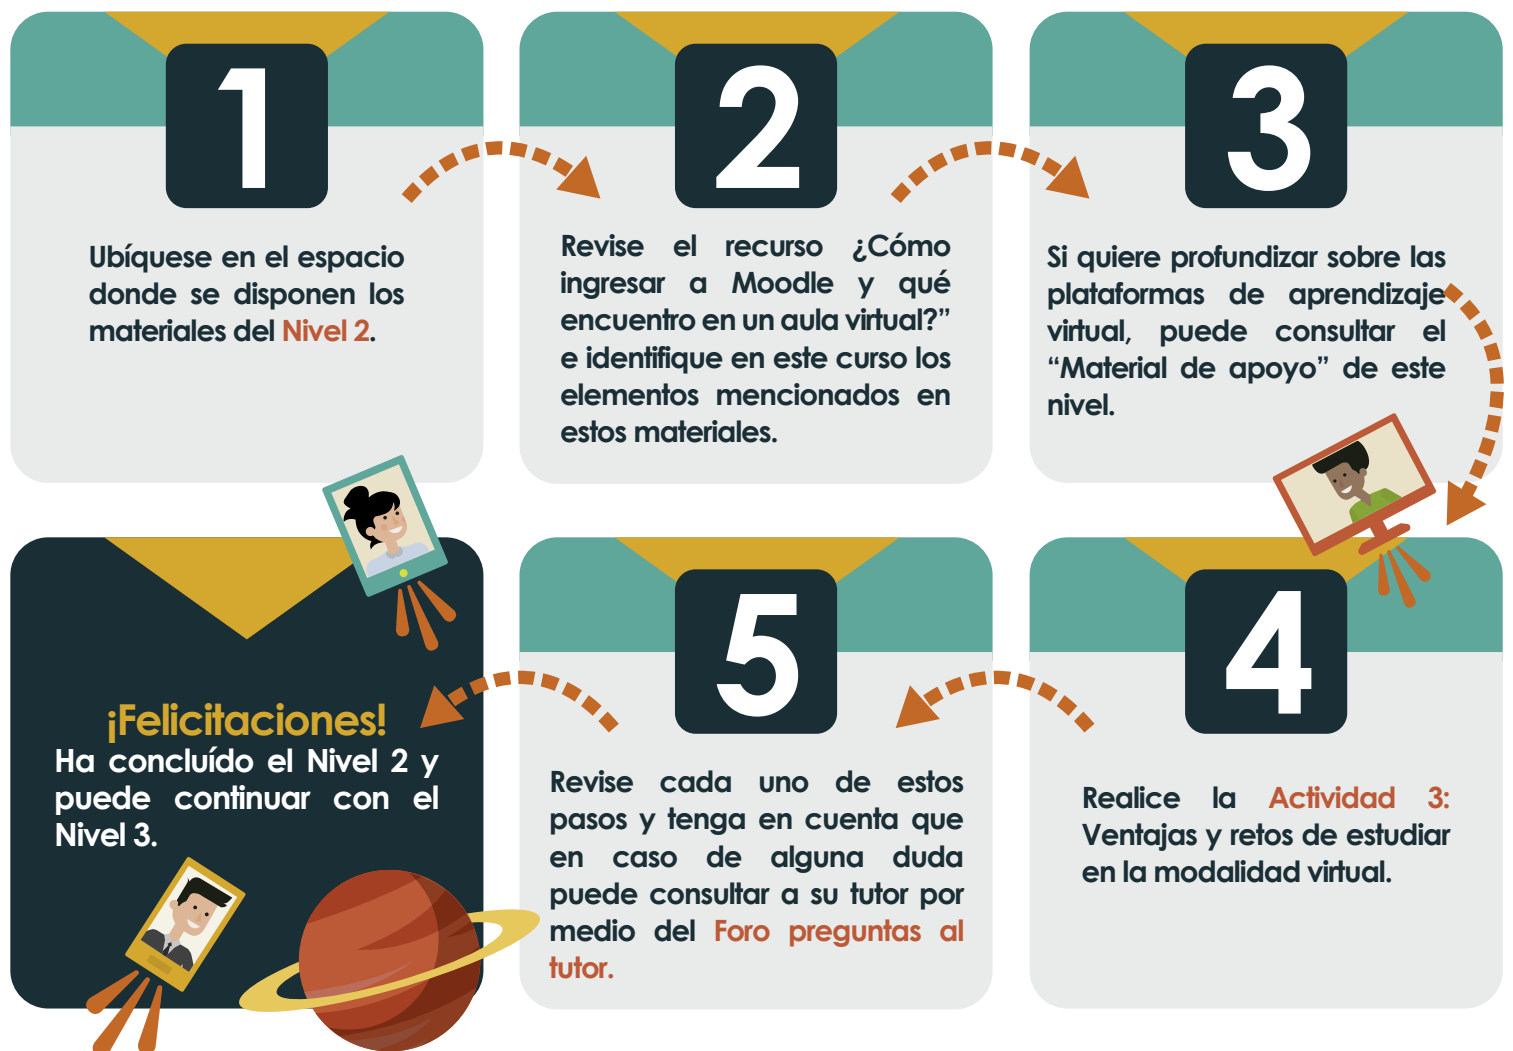 1
Ubíquese en el espacio
donde se disponen los
materiales del Nivel 2.
2
Revise el recurso ¿Cómo
ingresar a Moodle y qué
encuentro en un aula virtual?”
e identifique en este curso los
elementos mencionados en
estos materiales.
3
Si quiere profundizar sobre las
plataformas de aprendizaje
virtual, puede consultar el
“Material de apoyo” de este
nivel.
4
Realice la Actividad 3:
Ventajas y retos de estudiar
en la modalidad virtual.
5
Revise cada uno de estos
pasos y tenga en cuenta que
en caso de alguna duda
puede consultar a su tutor por
medio del Foro preguntas al
tutor.
¡Felicitaciones!
Ha concluído el Nivel 2 y
puede continuar con el
Nivel 3.